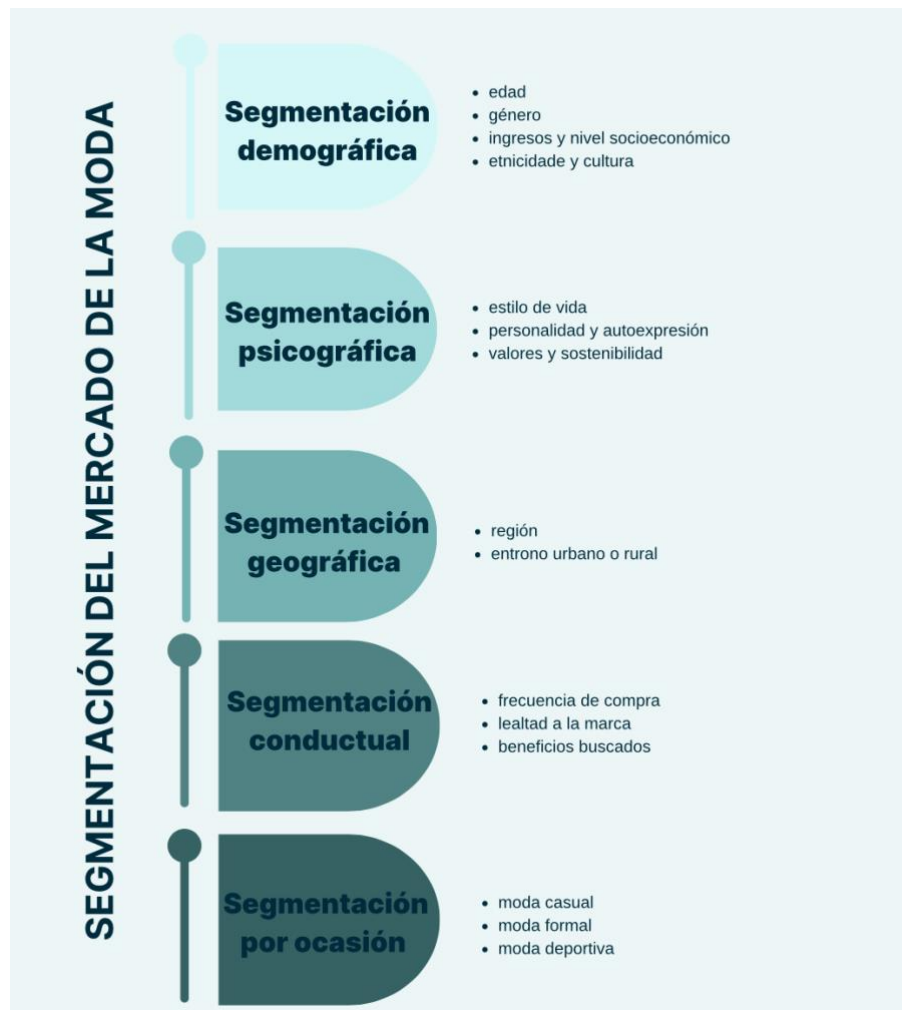 SEGMENTACIÓN DEL MERCADO DE LA MODA
Segmentación
demográfica
• edad
• género
• ingresos y nivel socioeconómico
• etnicidade y cultura
Segmentación
psicográfica
• estilo de vida
• personalidad y autoexpresión
• valores y sostenibilidad
Segmentación
geográfica
• región
• entrono urbano o rural
Segmentación
conductual
• frecuencia de compra
• lealtad a la marca
• beneficios buscados
Segmentación
por ocasión
• moda casual
• moda formal
• moda deportiva